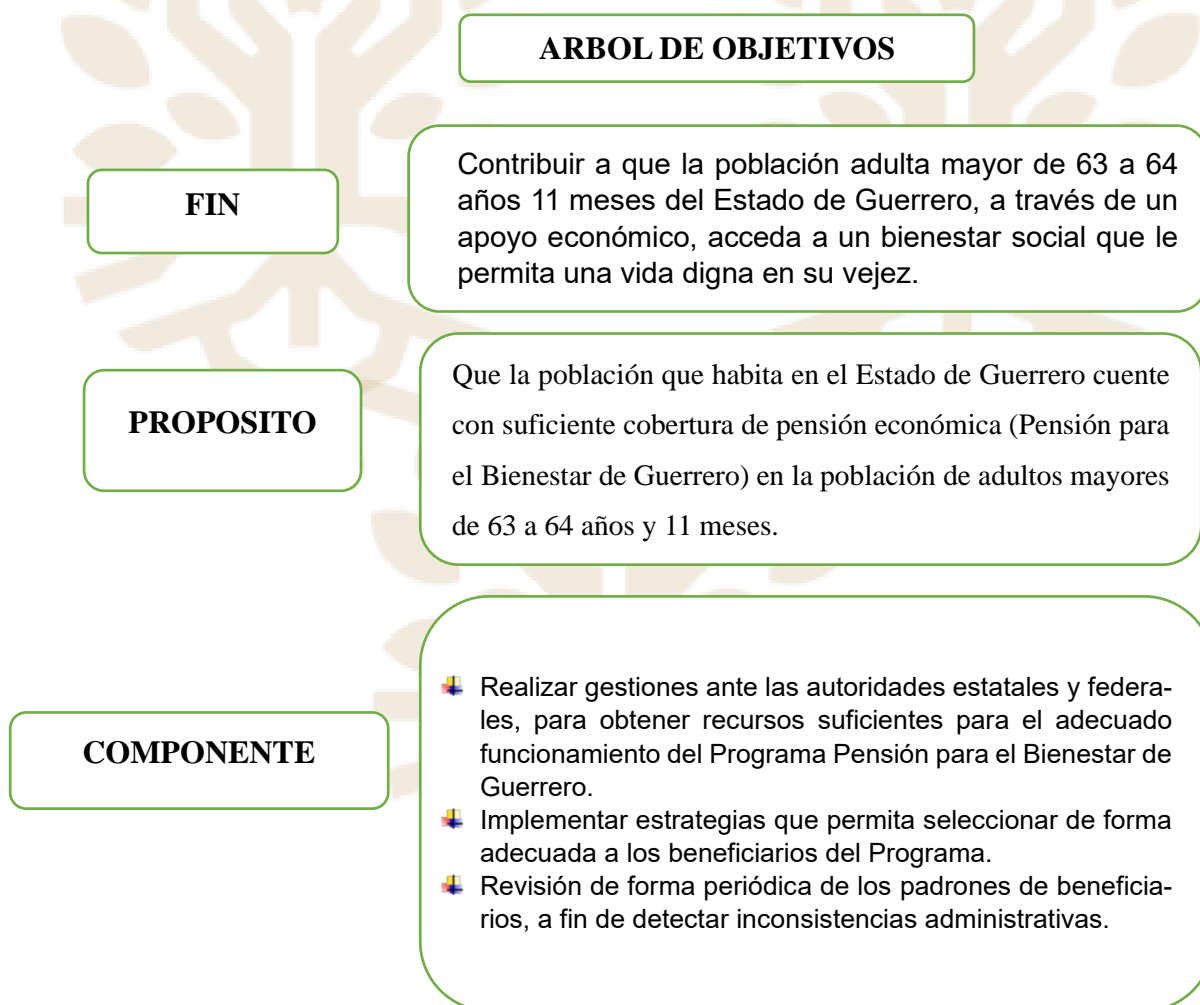 ARBOL DE OBJETIVOS
FIN
Contribuir a que la población adulta mayor de 63 a 64
años 11 meses del Estado de Guerrero, a través de un
apoyo económico, acceda a un bienestar social que le
permita una vida digna en su vejez.
PROPOSITO
Que la población que habita en el Estado de Guerrero cuente
con suficiente cobertura de pensión económica (Pensión para
el Bienestar de Guerrero) en la población de adultos mayores
de 63 a 64 años y 11 meses.
COMPONENTE
Realizar gestiones ante las autoridades estatales y federa-
les, para obtener recursos suficientes para el adecuado
funcionamiento del Programa Pensión para el Bienestar de
Guerrero.
Implementar estrategias que permita seleccionar de forma
adecuada a los beneficiarios del Programa.
Revisión de forma periódica de los padrones de beneficia-
rios, a fin de detectar inconsistencias administrativas.